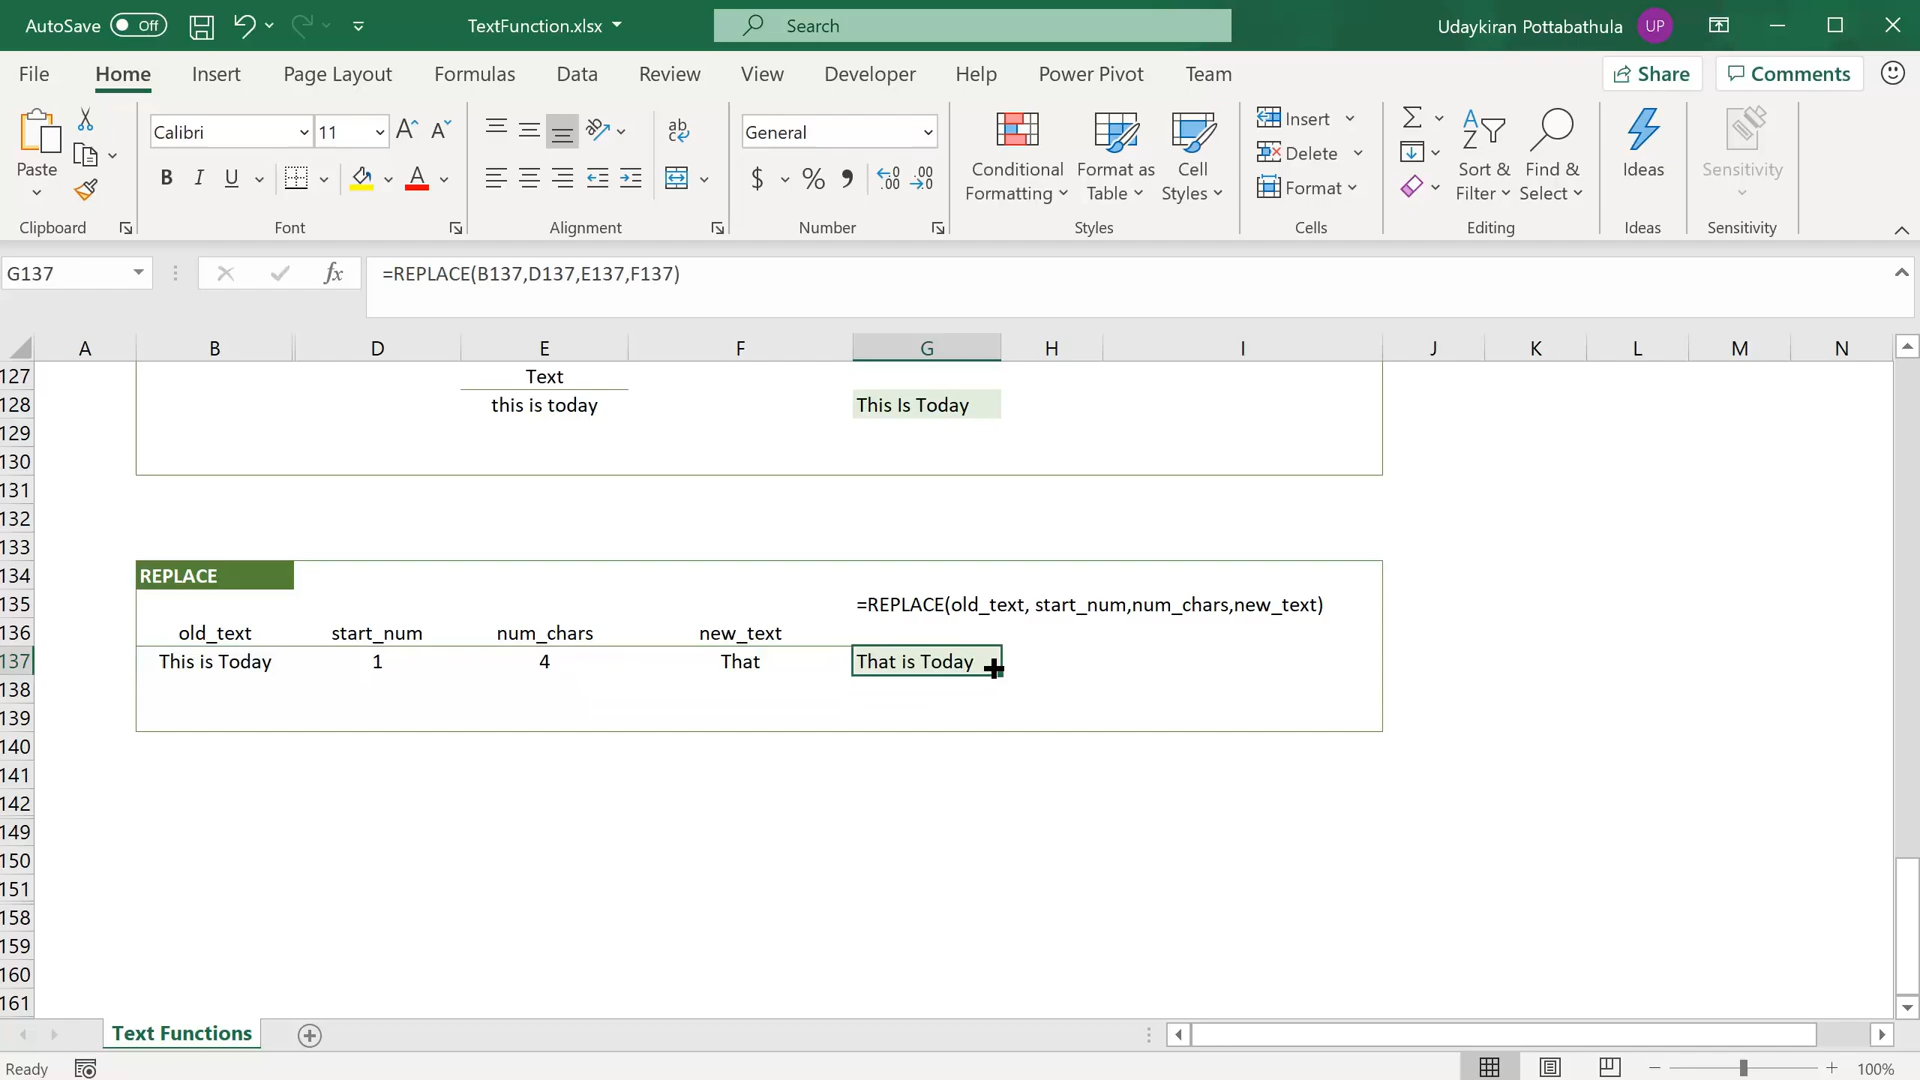 AutoSave Off TextFunction.xlsx Search Udaykiran Pottabathula UP
File Home Insert Page Layout Formulas Data Review View Developer Help Power Pivot Team Share Comments
Paste
Clipboard
Calibri 11
B I U
Font
ab
Alignment
General
$ % 9 .00 .00
Number
Conditional Formatting
Format as Table
Cell Styles
Styles
Insert
Delete
Format
Cells
Sort & Filter
Find & Select
Editing
Ideas
Ideas
Sensitivity
Sensitivity
G137 fx =REPLACE(B137,D137,E137,F137)
A B D E F G H I J K L M N
127 Text
128 this is today This Is Today
129
130
131
132
133
134 REPLACE
135 =REPLACE(old_text, start_num,num_chars,new_text)
136 old_text start_num num_chars new_text
137 This is Today 1 4 That That is Today
138
139
140
141
142
149
150
151
158
159
160
161
Text Functions
Ready 100%